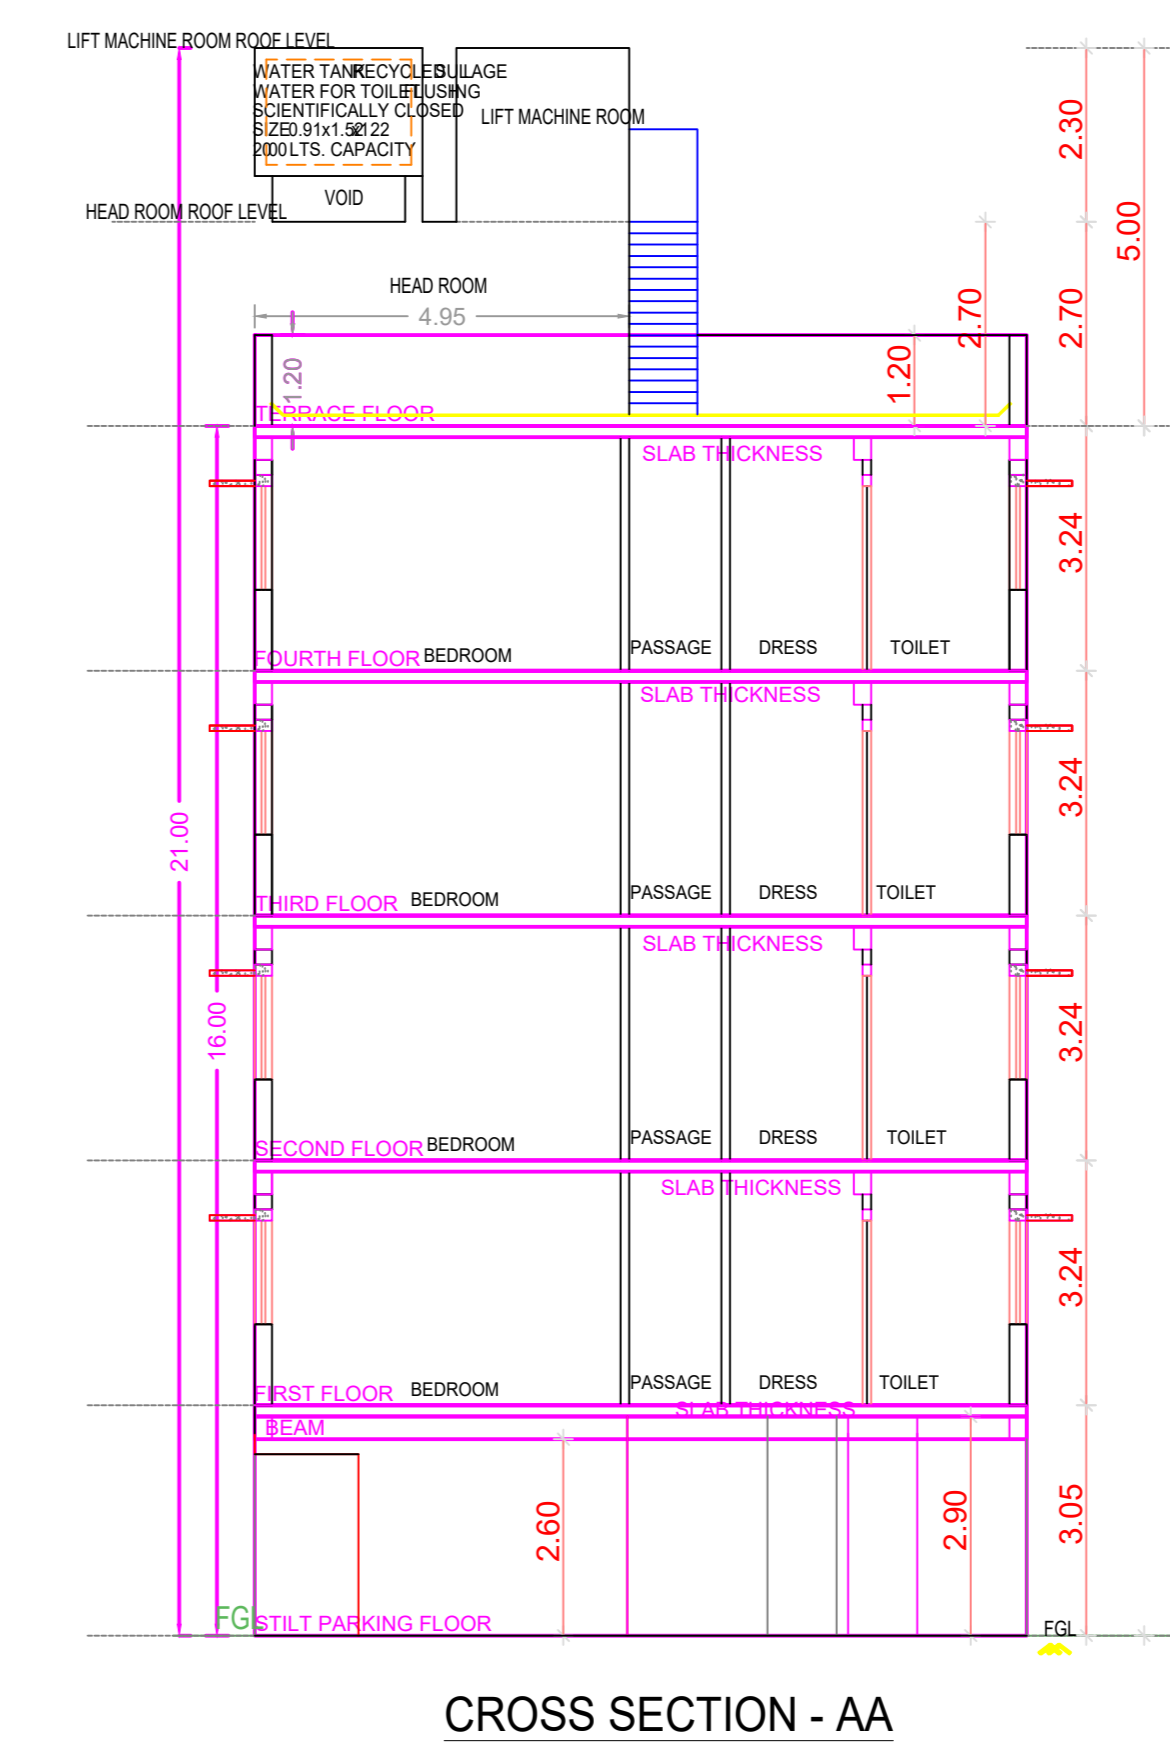 LIFT MACHINE ROOM ROOF LEVEL
WATER TANK RECYCLED SULLAGE
WATER FOR TOILET FLUSHING
SCIENTIFICALLY CLOSED
SIZE 0.91x1.52x1.22
2000 LTS. CAPACITY
LIFT MACHINE ROOM
2.30
VOID
HEAD ROOM ROOF LEVEL
5.00
HEAD ROOM
4.95
2.70
2.70
1.20
1.20
TERRACE FLOOR
SLAB THICKNESS
3.24
FOURTH FLOOR BEDROOM PASSAGE DRESS TOILET
SLAB THICKNESS
3.24
21.00
THIRD FLOOR BEDROOM PASSAGE DRESS TOILET
SLAB THICKNESS
16.00
3.24
SECOND FLOOR BEDROOM PASSAGE DRESS TOILET
SLAB THICKNESS
3.24
FIRST FLOOR BEDROOM PASSAGE DRESS TOILET
SLAB THICKNESS
BEAM
2.60
2.90
3.05
FGL STILT PARKING FLOOR
FGL
CROSS SECTION - AA